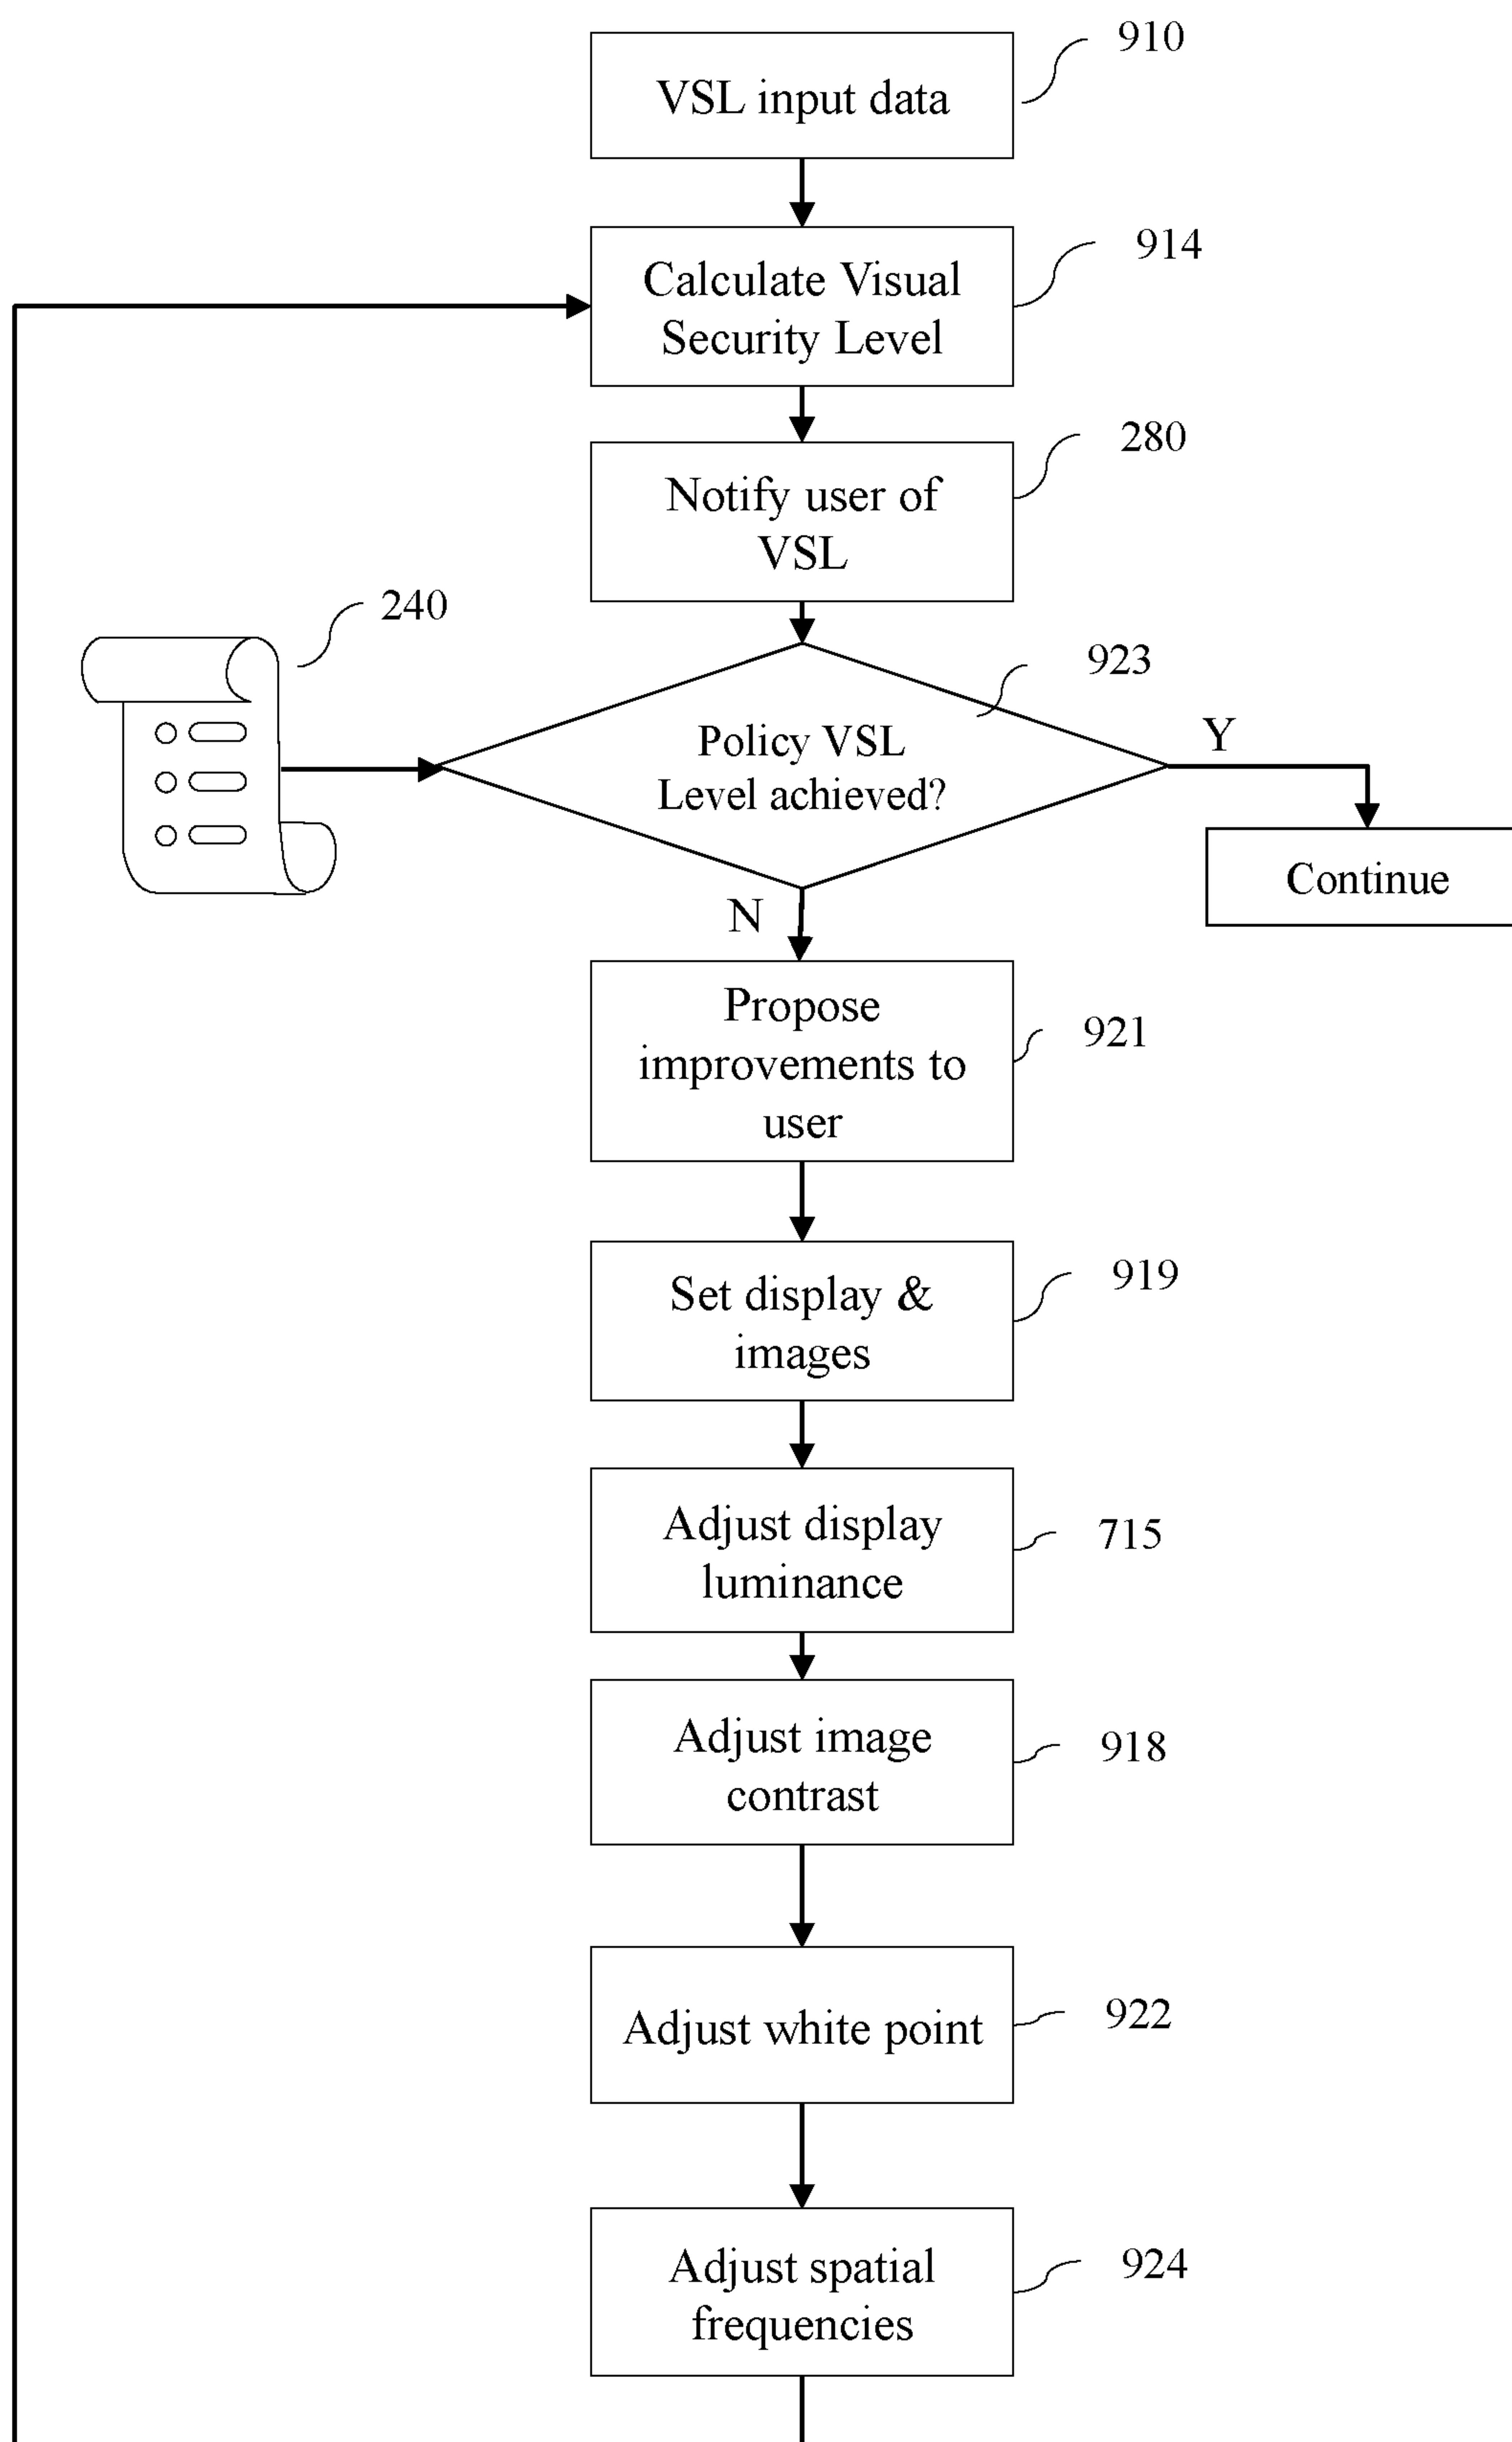 910
VSL input data
914
Calculate Visual
Security Level
280
Notify user of
VSL
240
923
Policy VSL
Level achieved?
Y
Continue
N
Propose
improvements to
user
921
Set display &
images
919
Adjust display
luminance
715
Adjust image
contrast
918
Adjust white point
922
Adjust spatial
frequencies
924